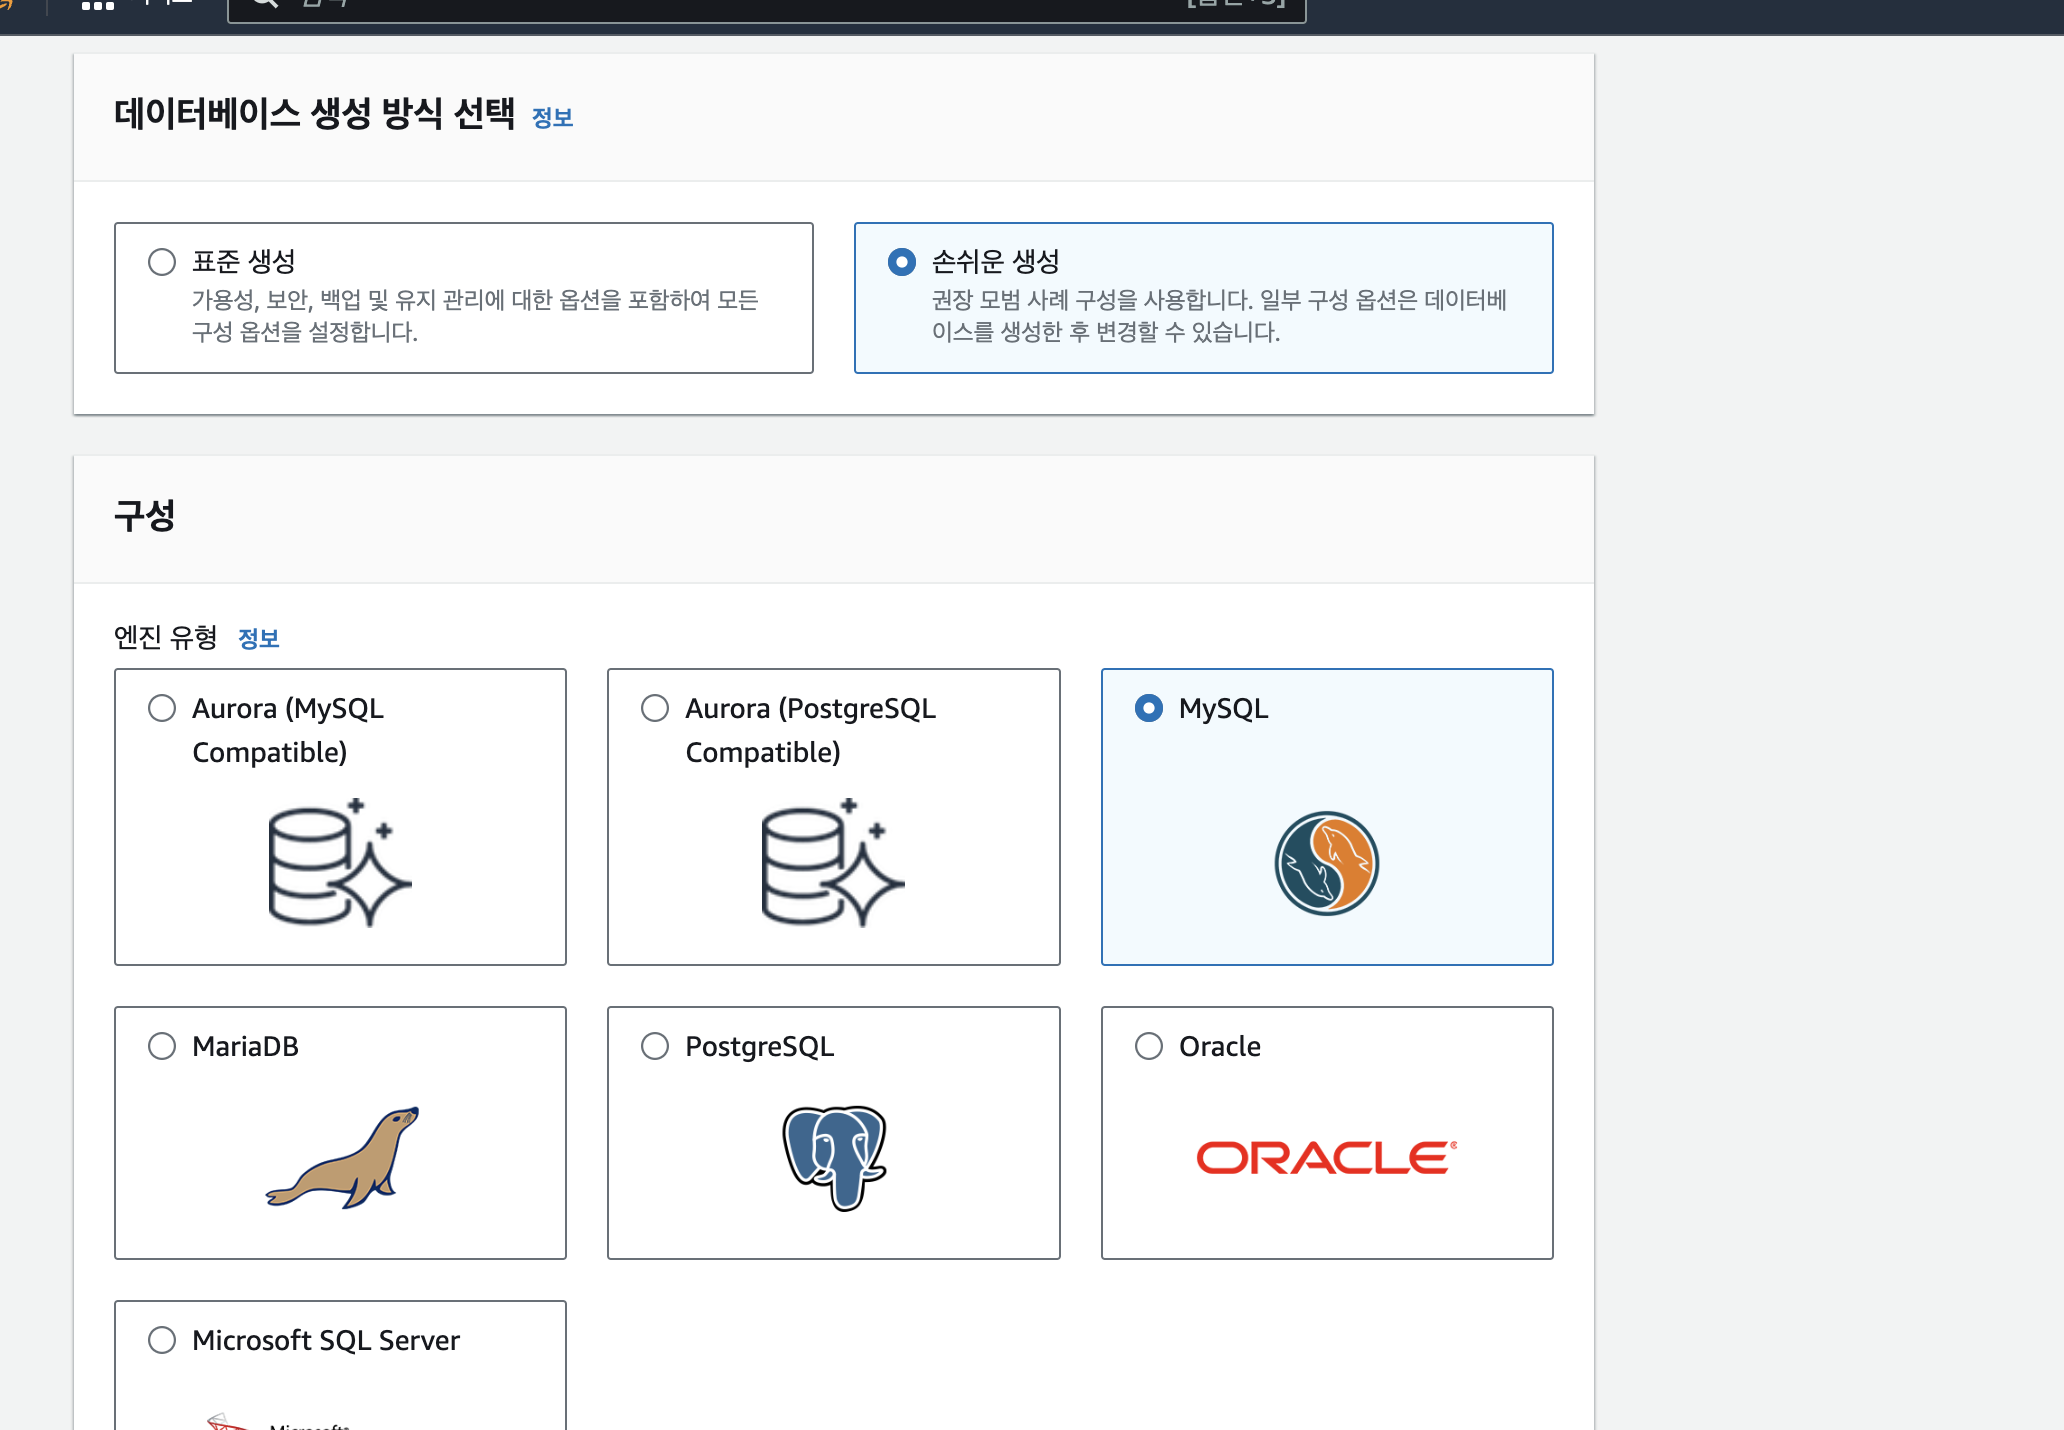 데이터베이스 생성 방식 선택 정보
표준 생성
가용성, 보안, 백업 및 유지 관리에 대한 옵션을 포함하여 모든
구성 옵션을 설정합니다.
손쉬운 생성
권장 모범 사례 구성을 사용합니다. 일부 구성 옵션은 데이터베
이스를 생성한 후 변경할 수 있습니다.
구성
엔진 유형 정보
Aurora (MySQL
Compatible)
Aurora (PostgreSQL
Compatible)
MySQL
MariaDB
PostgreSQL
Oracle
ORACLE®
Microsoft SQL Server